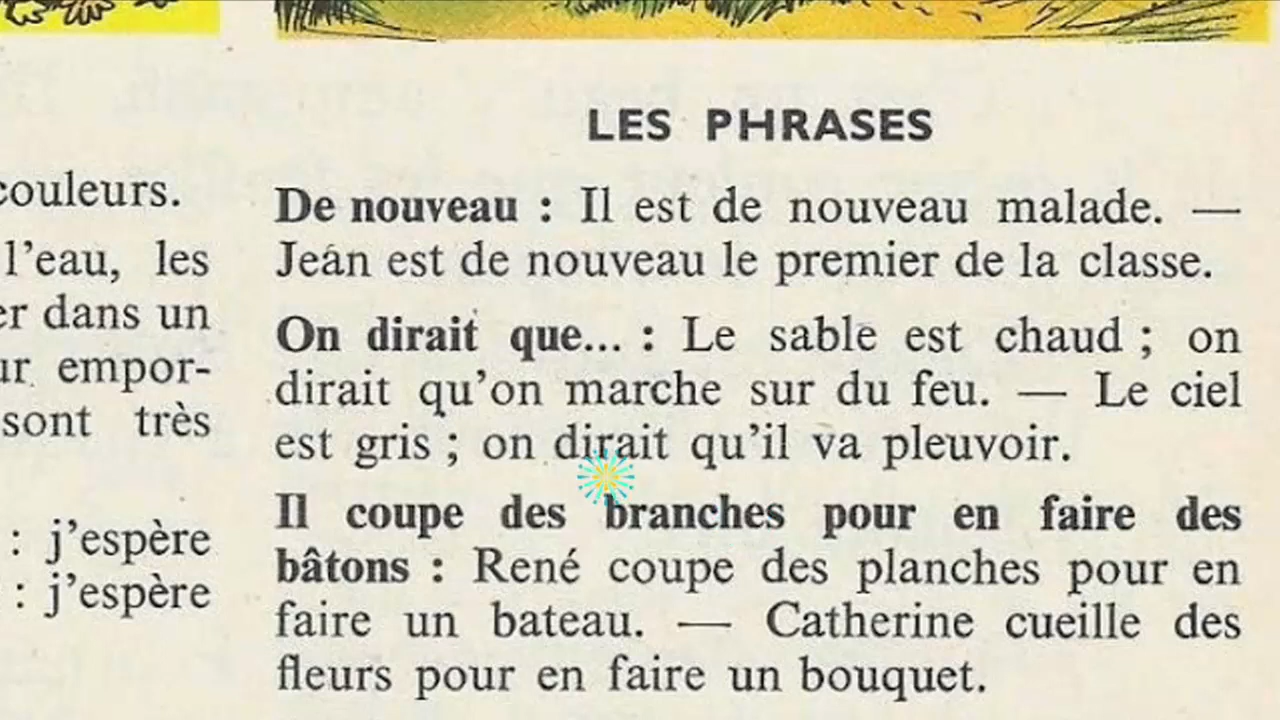 couleurs.
l'eau, les
er dans un
ur empor-
sont très
: j'espère
: j'espère
LES PHRASES
De nouveau : Il est de nouveau malade. —
Jean est de nouveau le premier de la classe.
On dirait que... : Le sable est chaud ; on
dirait qu'on marche sur du feu. — Le ciel
est gris ; on dirait qu'il va pleuvoir.
Il coupe des branches pour en faire des
bâtons : René coupe des planches pour en
faire un bateau. — Catherine cueille des
fleurs pour en faire un bouquet.